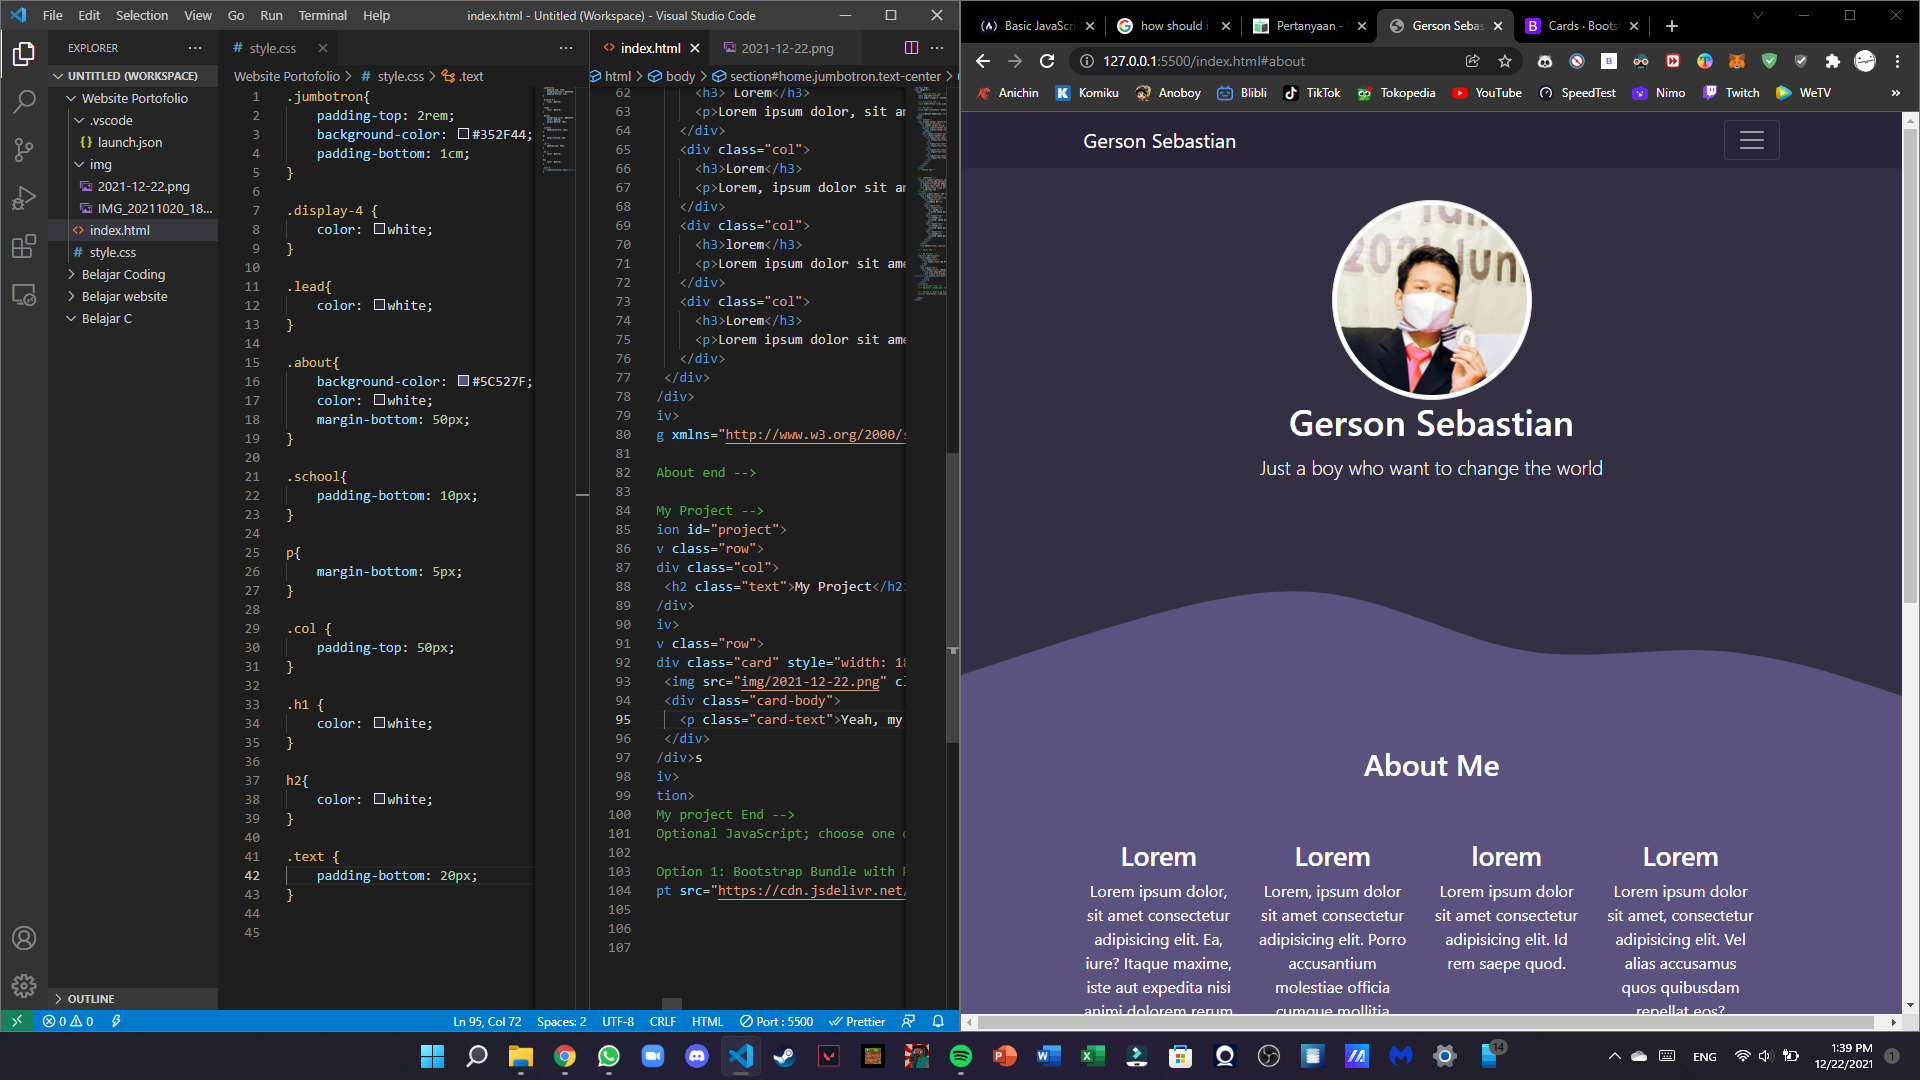 File Edit Selection View Go Run Terminal Help
index.html - Untitled (Workspace) - Visual Studio Code
EXPLORER
UNTITLED (WORKSPACE)
Website Portofolio
.vscode
{} launch.json
img
2021-12-22.png
IMG_20211020_18...
<> index.html
# style.css
Belajar Coding
Belajar website
Belajar C
OUTLINE
# style.css
Website Portofolio > # style.css > .text
1 .jumbotron{
2 padding-top: 2rem;
3 background-color: #352F44;
4 padding-bottom: 1cm;
5 }
6
7 .display-4 {
8 color: white;
9 }
10
11 .lead{
12 color: white;
13 }
14
15 .about{
16 background-color: #5C527F;
17 color: white;
18 margin-bottom: 50px;
19 }
20
21 .school{
22 padding-bottom: 10px;
23 }
24
25 p{
26 margin-bottom: 5px;
27 }
28
29 .col {
30 padding-top: 50px;
31 }
32
33 .h1 {
34 color: white;
35 }
36
37 h2{
38 color: white;
39 }
40
41 .text {
42 padding-bottom: 20px;
43 }
44
45
<> index.html
2021-12-22.png
html > body > section#home.jumbotron.text-center >
62 <h3> Lorem</h3>
63 <p>Lorem ipsum dolor, sit am
64 </div>
65 <div class="col">
66 <h3>Lorem</h3>
67 <p>Lorem, ipsum dolor sit am
68 </div>
69 <div class="col">
70 <h3>lorem</h3>
71 <p>Lorem ipsum dolor sit ame
72 </div>
73 <div class="col">
74 <h3>Lorem</h3>
75 <p>Lorem ipsum dolor sit ame
76 </div>
77 </div>
78 /div>
79 iv>
80 g xmlns="http://www.w3.org/2000/s
81
82 About end -->
83
84 My Project -->
85 ion id="project">
86 v class="row">
87 div class="col">
88 <h2 class="text">My Project</h2>
89 /div>
90 iv>
91 v class="row">
92 div class="card" style="width: 18
93 <img src="img/2021-12-22.png" cl
94 <div class="card-body">
95 <p class="card-text">Yeah, my
96 </div>
97 /div>s
98 iv>
99 tion>
100 My project End -->
101 Optional JavaScript; choose one o
102
103 Option 1: Bootstrap Bundle with P
104 pt src="https://cdn.jsdelivr.net/
105
106
107
0 0 Ln 95, Col 72 Spaces: 2 UTF-8 CRLF HTML Port : 5500 Prettier
Basic JavaScri
how should i
Pertanyaan -
Gerson Sebas
Cards · Boots
127.0.0.1:5500/index.html#about
Anichin Komiku Anoboy Blibli TikTok Tokopedia YouTube SpeedTest Nimo Twitch WeTV »
Gerson Sebastian
Gerson Sebastian
Just a boy who want to change the world
About Me
Lorem
Lorem ipsum dolor,
sit amet consectetur
adipisicing elit. Ea,
iure? Itaque maxime,
iste aut expedita nisi
animi dolorem rerum
Lorem
Lorem, ipsum dolor
sit amet consectetur
adipisicing elit. Porro
accusantium
molestiae officia
cumque mollitia
lorem
Lorem ipsum dolor
sit amet consectetur
adipisicing elit. Id
rem saepe quod.
Lorem
Lorem ipsum dolor
sit amet, consectetur
adipisicing elit. Vel
alias accusamus
quos quibusdam
repellat eos?
14
ENG
1:39 PM
12/22/2021
1